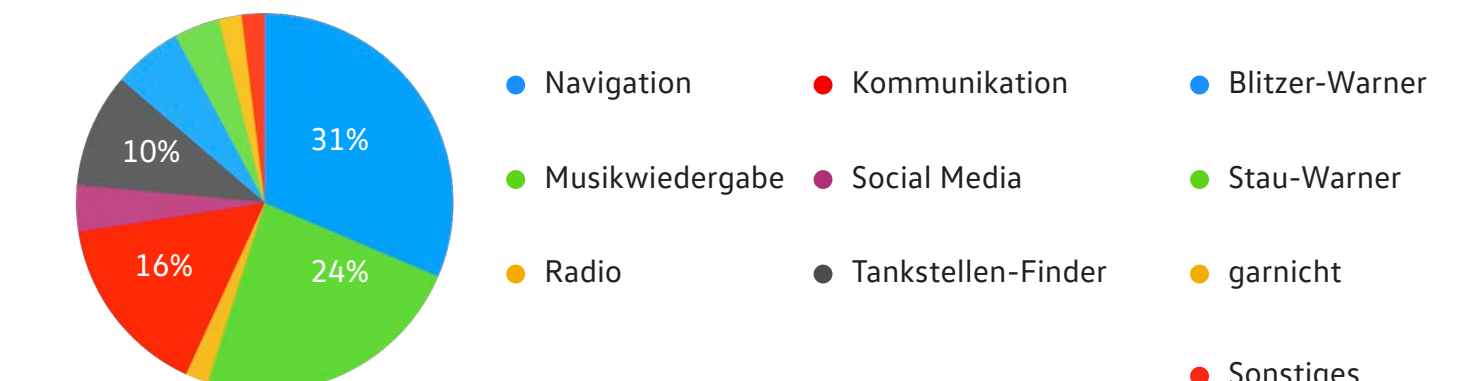 31%
10%
16%
24%
Navigation
Kommunikation
Blitzer-Warner
Musikwiedergabe
Social Media
Stau-Warner
Radio
Tankstellen-Finder
garnicht
Sonstiges